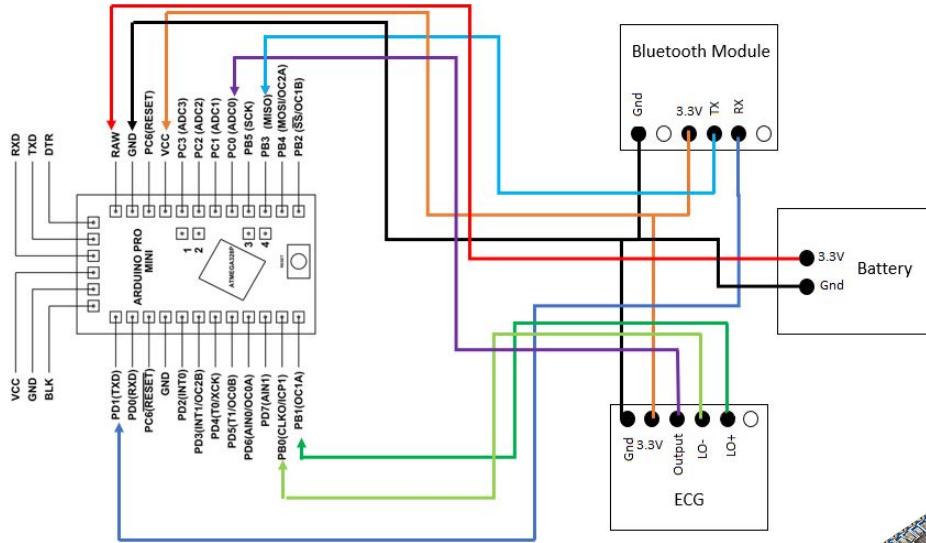 RXD
TXD
DTR
RAW
GND
PC6(RESET)
VCC
PC3 (ADC3)
PC2 (ADC2)
PC1 (ADC1)
PC0 (ADC0)
PB5 (SCK)
PB3 (MISO)
PB4 (MOSI/OC2A)
PB2 (SS/OC1B)
Bluetooth Module
Gnd
3.3V
TX
RX
1
2
3
4
ARDUINO PRO
MINI
ATMEGA328P
RESET
3.3V
Gnd
Battery
VCC
GND
BLK
PD1(TXD)
PD0(RXD)
PC6(RESET)
GND
PD2(INT0)
PD3(INT1/OC2B)
PD4(T0/XCK)
PD5(T1/OC0B)
PD6(AIN0/OC0A)
PD7(AIN1)
PB0(CLKO/ICP1)
PB1(OC1A)
Gnd
3.3V
Output
LO-
LO+
ECG